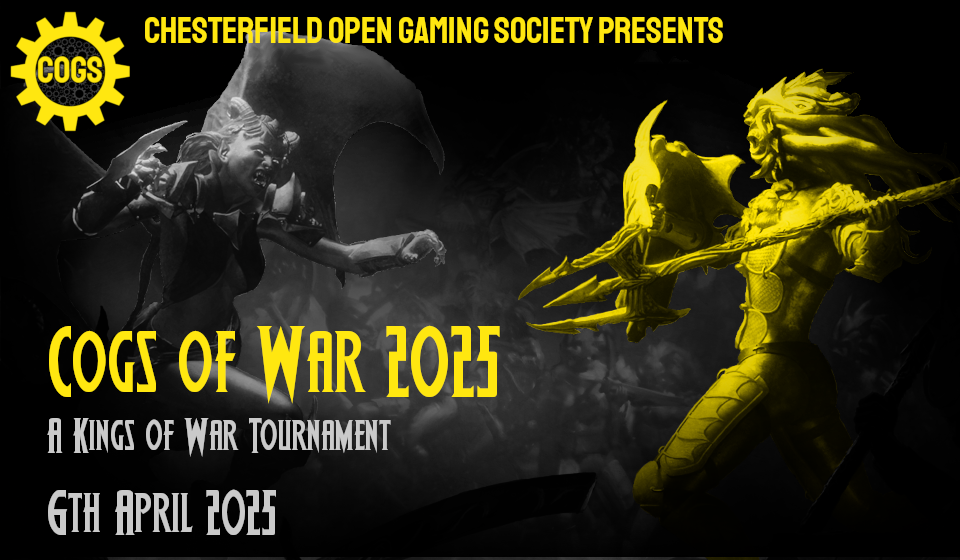 COGS
CHESTERFIELD OPEN GAMING SOCIETY PRESENTS
COGS OF WAR 2025
A KINGS OF WAR TOURNAMENT
6TH APRIL 2025